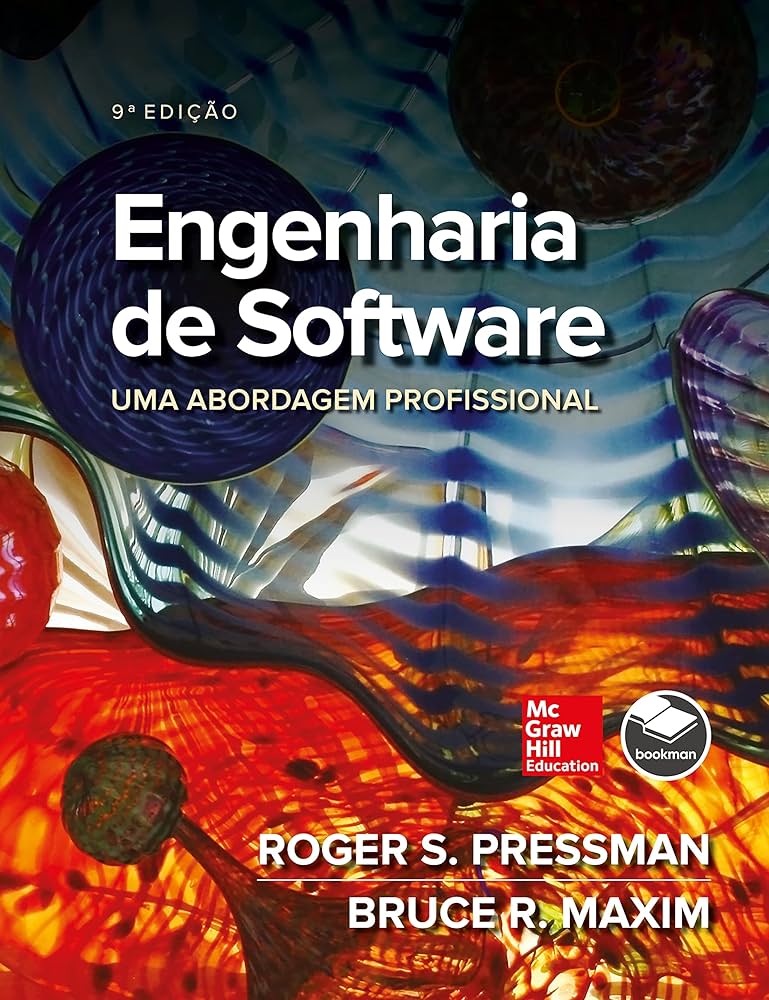 9ª EDIÇÃO
Engenharia
de Software
UMA ABORDAGEM PROFISSIONAL
Mc
Graw
Hill
Education
bookman
ROGER S. PRESSMAN
BRUCE R. MAXIM